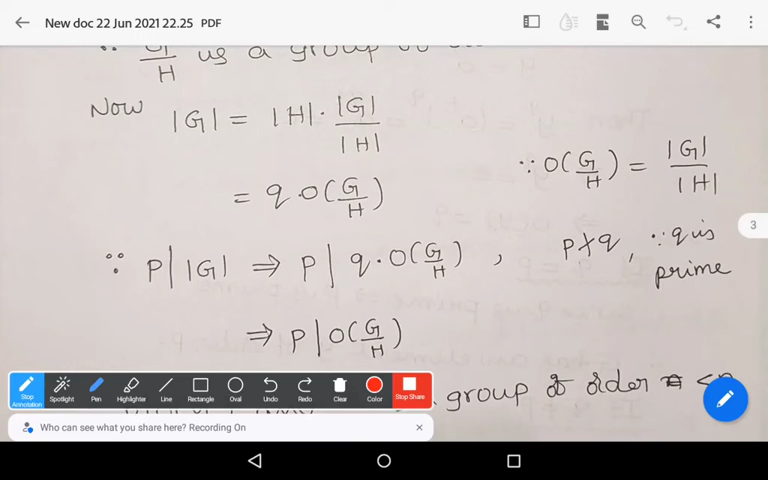 New doc 22 Jun 2021 22.25 PDF
∵ G/H is a group of
Now |G| = |H| · |G|/|H|
= q · O(G/H)
∵ O(G/H) = |G|/|H|
3
∵ P | |G| ⇒ P | q · O(G/H) , P∤q, ∵ q is prime
⇒ P | O(G/H)
group of order < n
Stop Annotation Spotlight Pen Highlighter Line Rectangle Oval Undo Redo Clear Color Stop Share
Who can see what you share here? Recording On